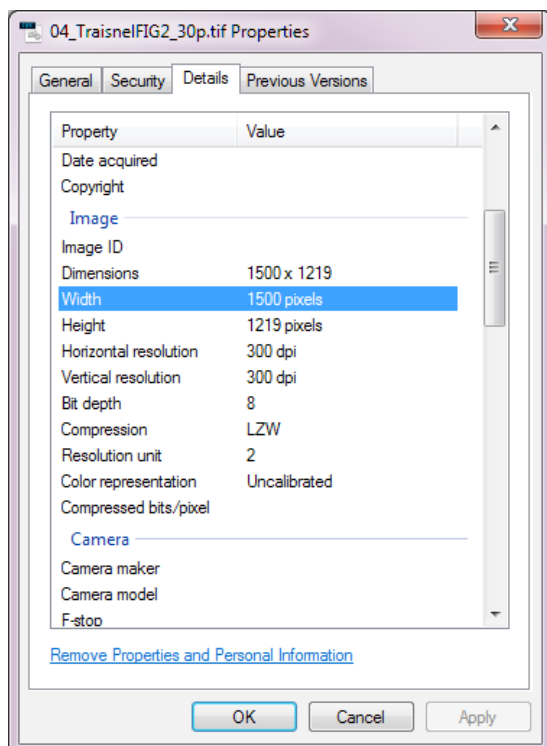 04_TraisnelFIG2_30p.tif Properties
General Security Details Previous Versions
Property Value
Date acquired
Copyright
Image
Image ID
Dimensions 1500 x 1219
Width 1500 pixels
Height 1219 pixels
Horizontal resolution 300 dpi
Vertical resolution 300 dpi
Bit depth 8
Compression LZW
Resolution unit 2
Color representation Uncalibrated
Compressed bits/pixel
Camera
Camera maker
Camera model
F-stop
Remove Properties and Personal Information
OK Cancel Apply